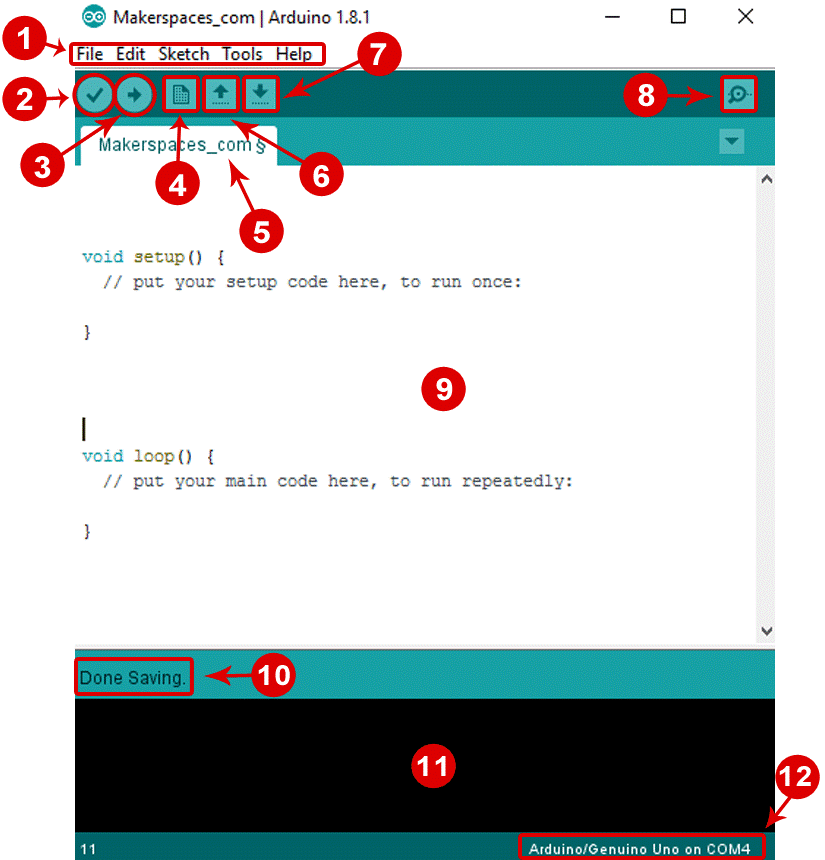 Makerspaces_com | Arduino 1.8.1
1
File Edit Sketch Tools Help
7
2
8
3
4
6
Makerspaces_com §
5
void setup() {
// put your setup code here, to run once:
}
9
void loop() {
// put your main code here, to run repeatedly:
}
Done Saving.
10
11
12
11
Arduino/Genuino Uno on COM4